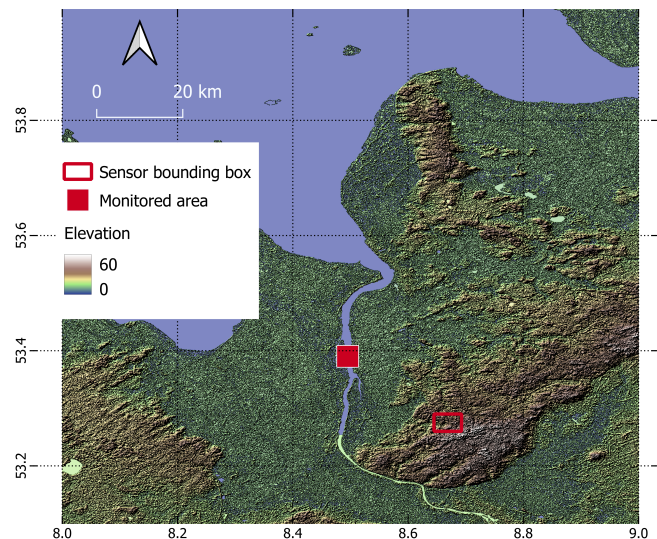 0 20 km
Sensor bounding box
Monitored area
Elevation
60
0
53.8
53.6
53.4
53.2
8.0 8.2 8.4 8.6 8.8 9.0